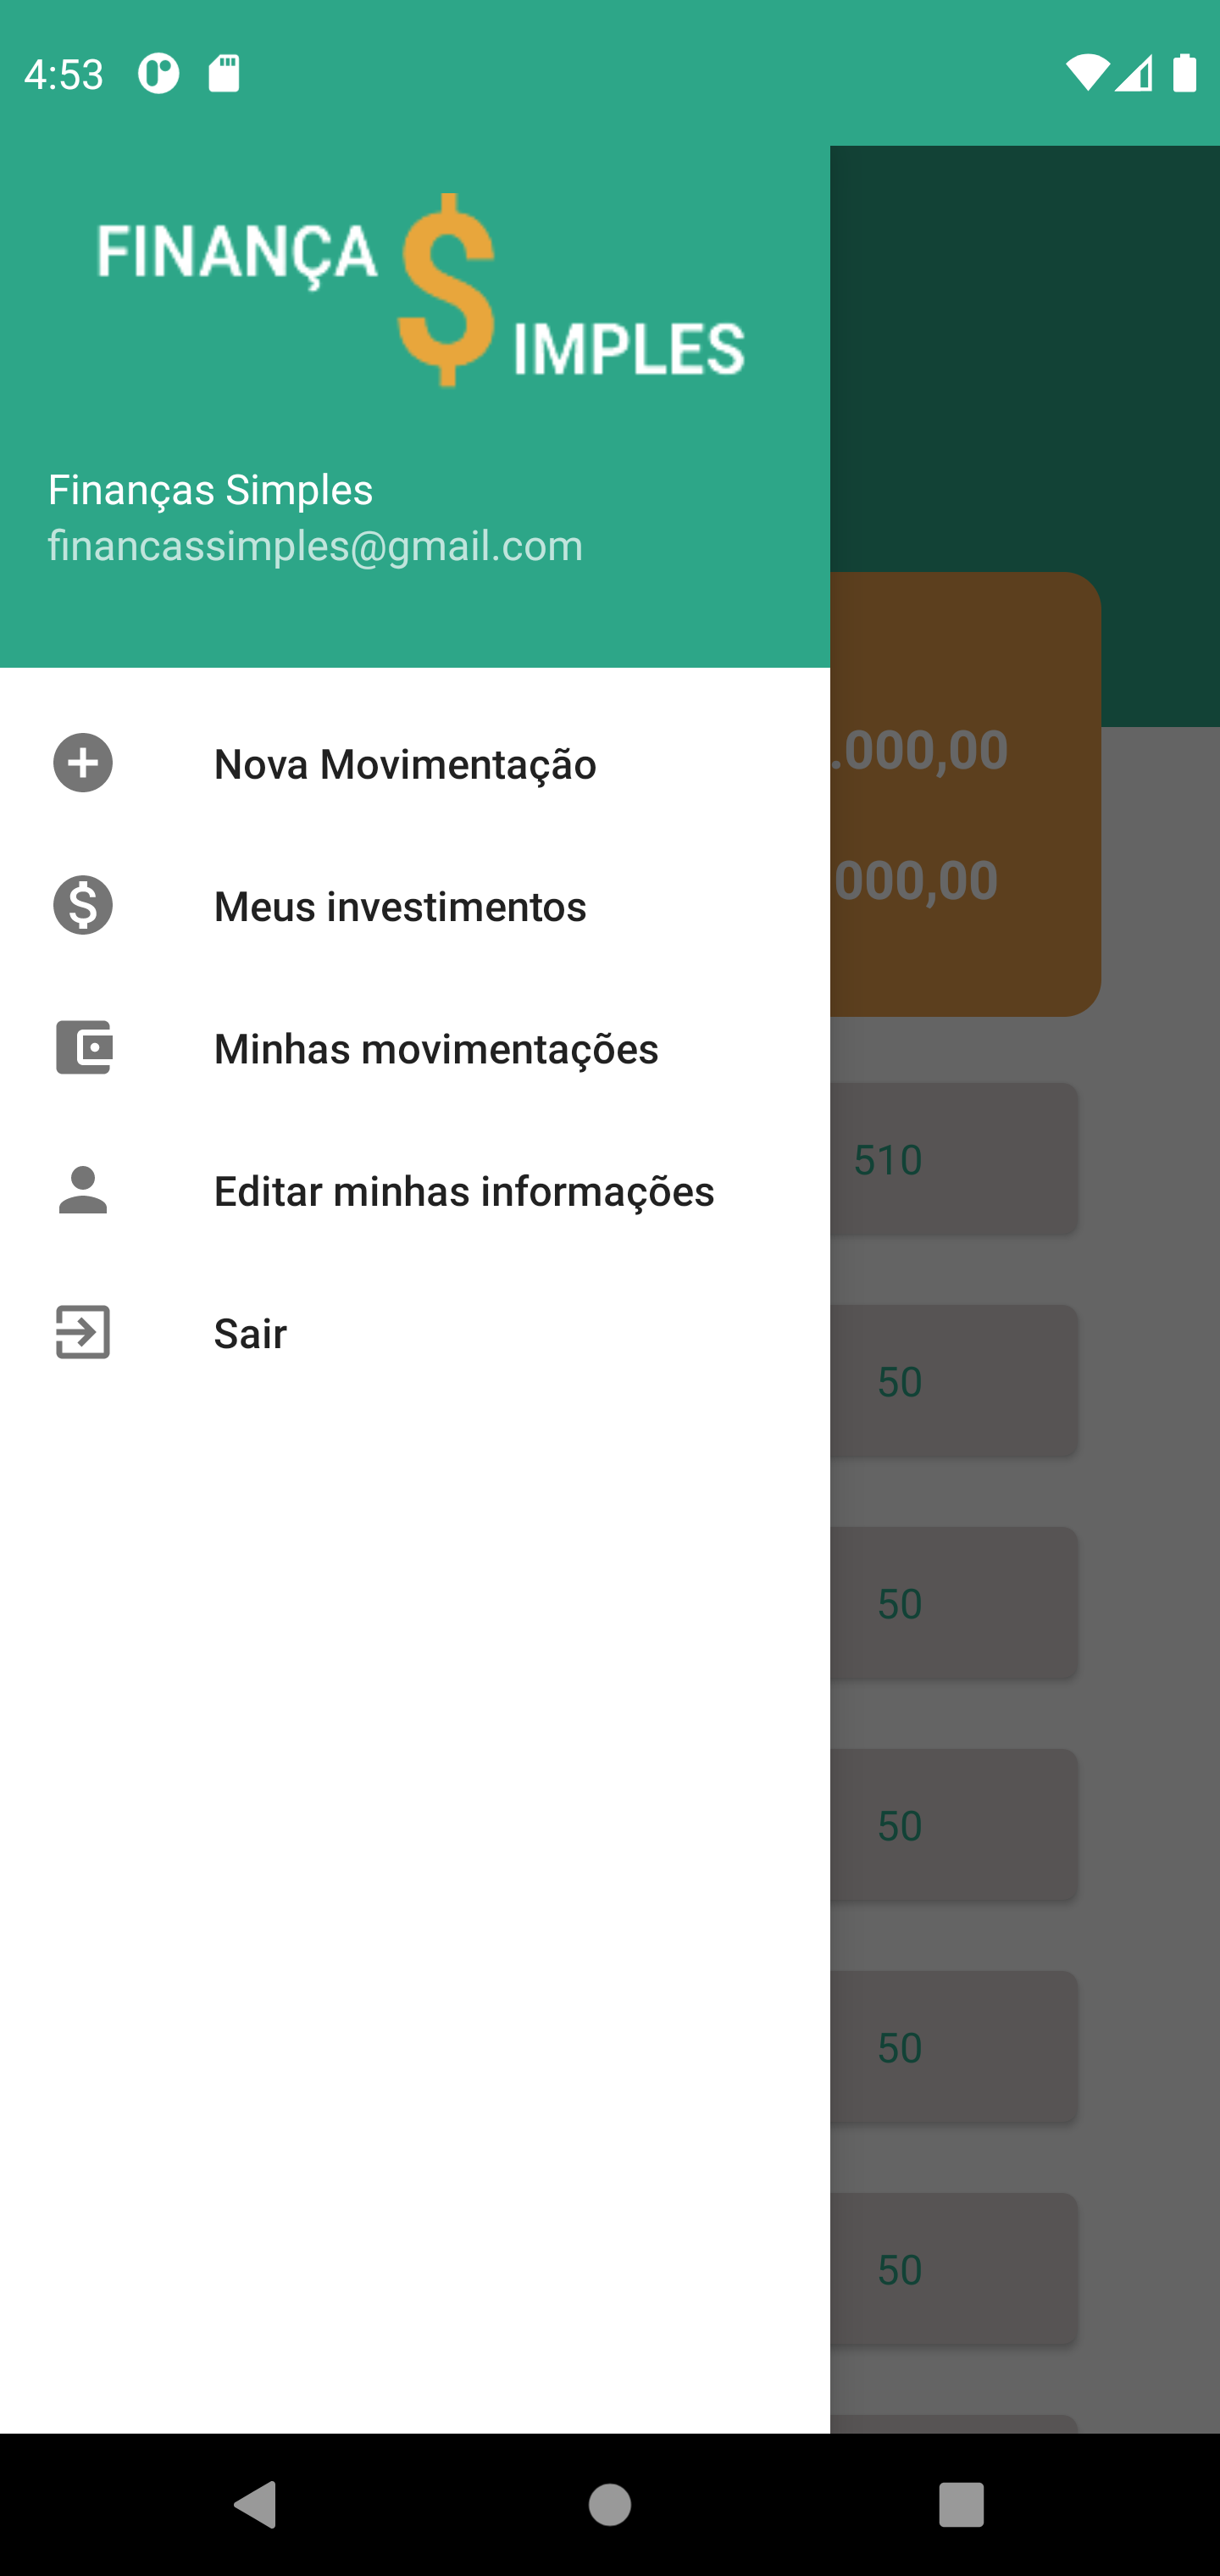 4:53
FINANÇA
$IMPLES
Finanças Simples
financassimples@gmail.com
Nova Movimentação
.000,00
Meus investimentos
000,00
Minhas movimentações
510
Editar minhas informações
Sair
50
50
50
50
50